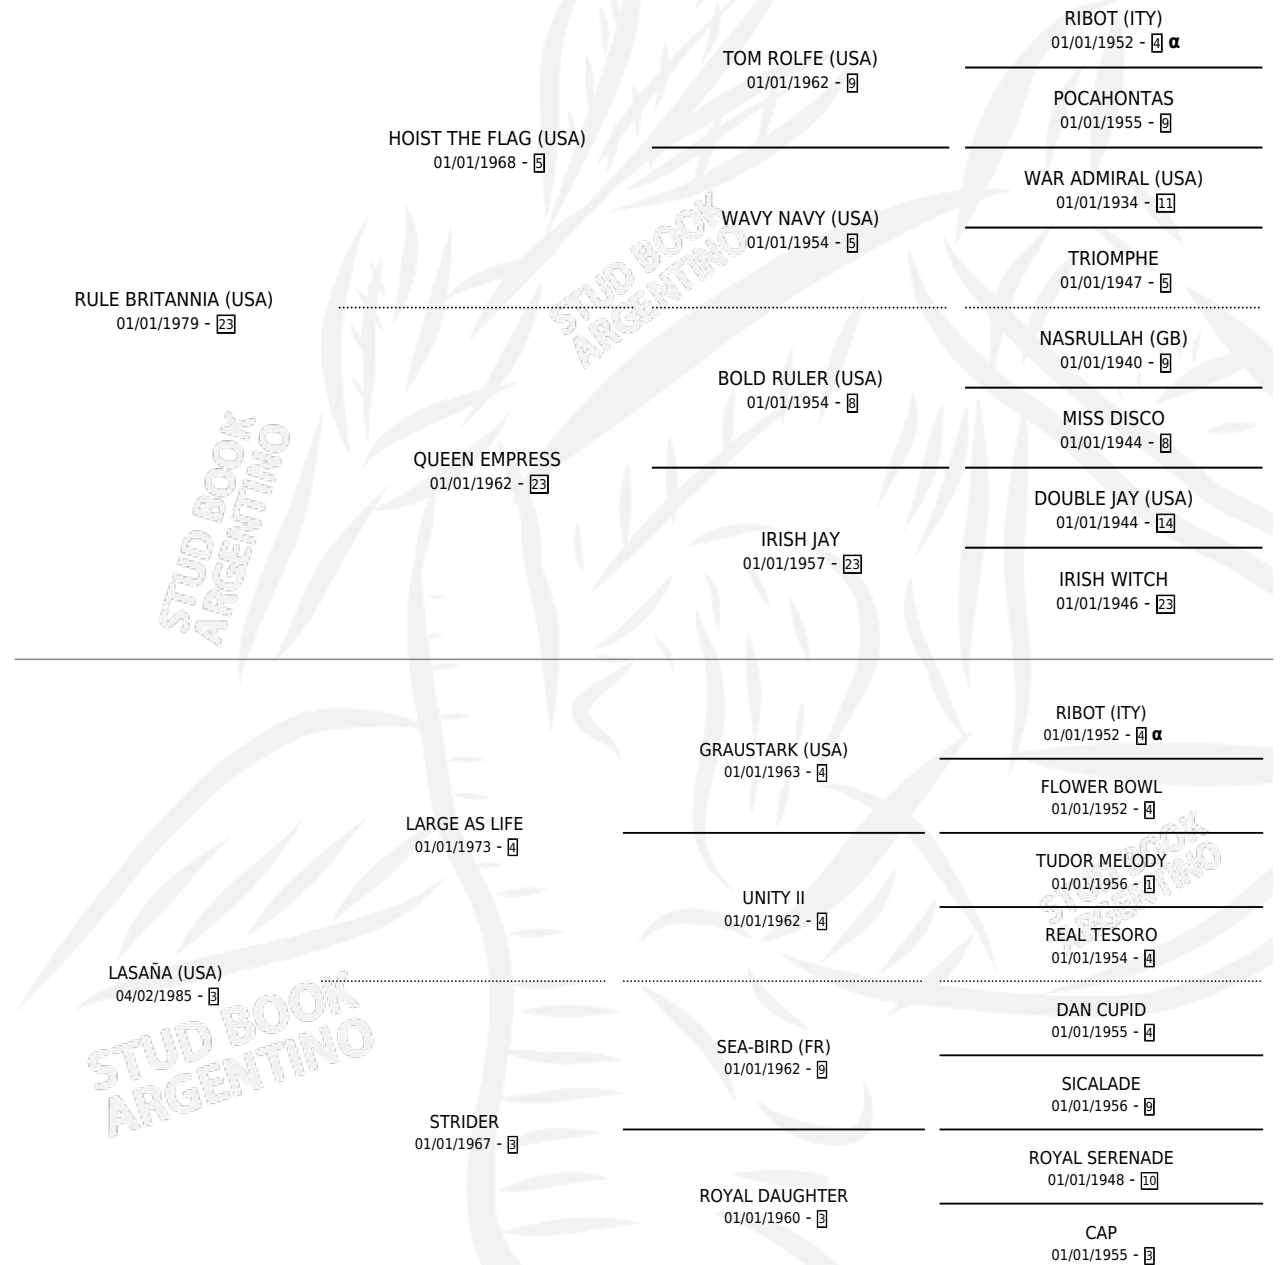 RIBOT (ITY)
01/01/1952 - 4 α
TOM ROLFE (USA)
01/01/1962 - 9
POCAHONTAS
01/01/1955 - 9
HOIST THE FLAG (USA)
01/01/1968 - 5
WAR ADMIRAL (USA)
01/01/1934 - 11
WAVY NAVY (USA)
01/01/1954 - 5
TRIOMPHE
01/01/1947 - 5
STUD BOOK
ARGENTINO
RULE BRITANNIA (USA)
01/01/1979 - 23
NASRULLAH (GB)
01/01/1940 - 9
BOLD RULER (USA)
01/01/1954 - 8
MISS DISCO
01/01/1944 - 8
QUEEN EMPRESS
01/01/1962 - 23
DOUBLE JAY (USA)
01/01/1944 - 14
IRISH JAY
01/01/1957 - 23
IRISH WITCH
01/01/1946 - 23
STUD BOOK
ARGENTINO
RIBOT (ITY)
01/01/1952 - 4 α
GRAUSTARK (USA)
01/01/1963 - 4
FLOWER BOWL
01/01/1952 - 4
LARGE AS LIFE
01/01/1973 - 4
TUDOR MELODY
01/01/1956 - 1
UNITY II
01/01/1962 - 4
REAL TESORO
01/01/1954 - 4
STUD BOOK
ARGENTINO
LASAÑA (USA)
04/02/1985 - 3
DAN CUPID
01/01/1955 - 4
SEA-BIRD (FR)
01/01/1962 - 9
SICALADE
01/01/1956 - 9
STRIDER
01/01/1967 - 3
ROYAL SERENADE
01/01/1948 - 10
ROYAL DAUGHTER
01/01/1960 - 3
CAP
01/01/1955 - 3
STUD BOOK
ARGENTINO